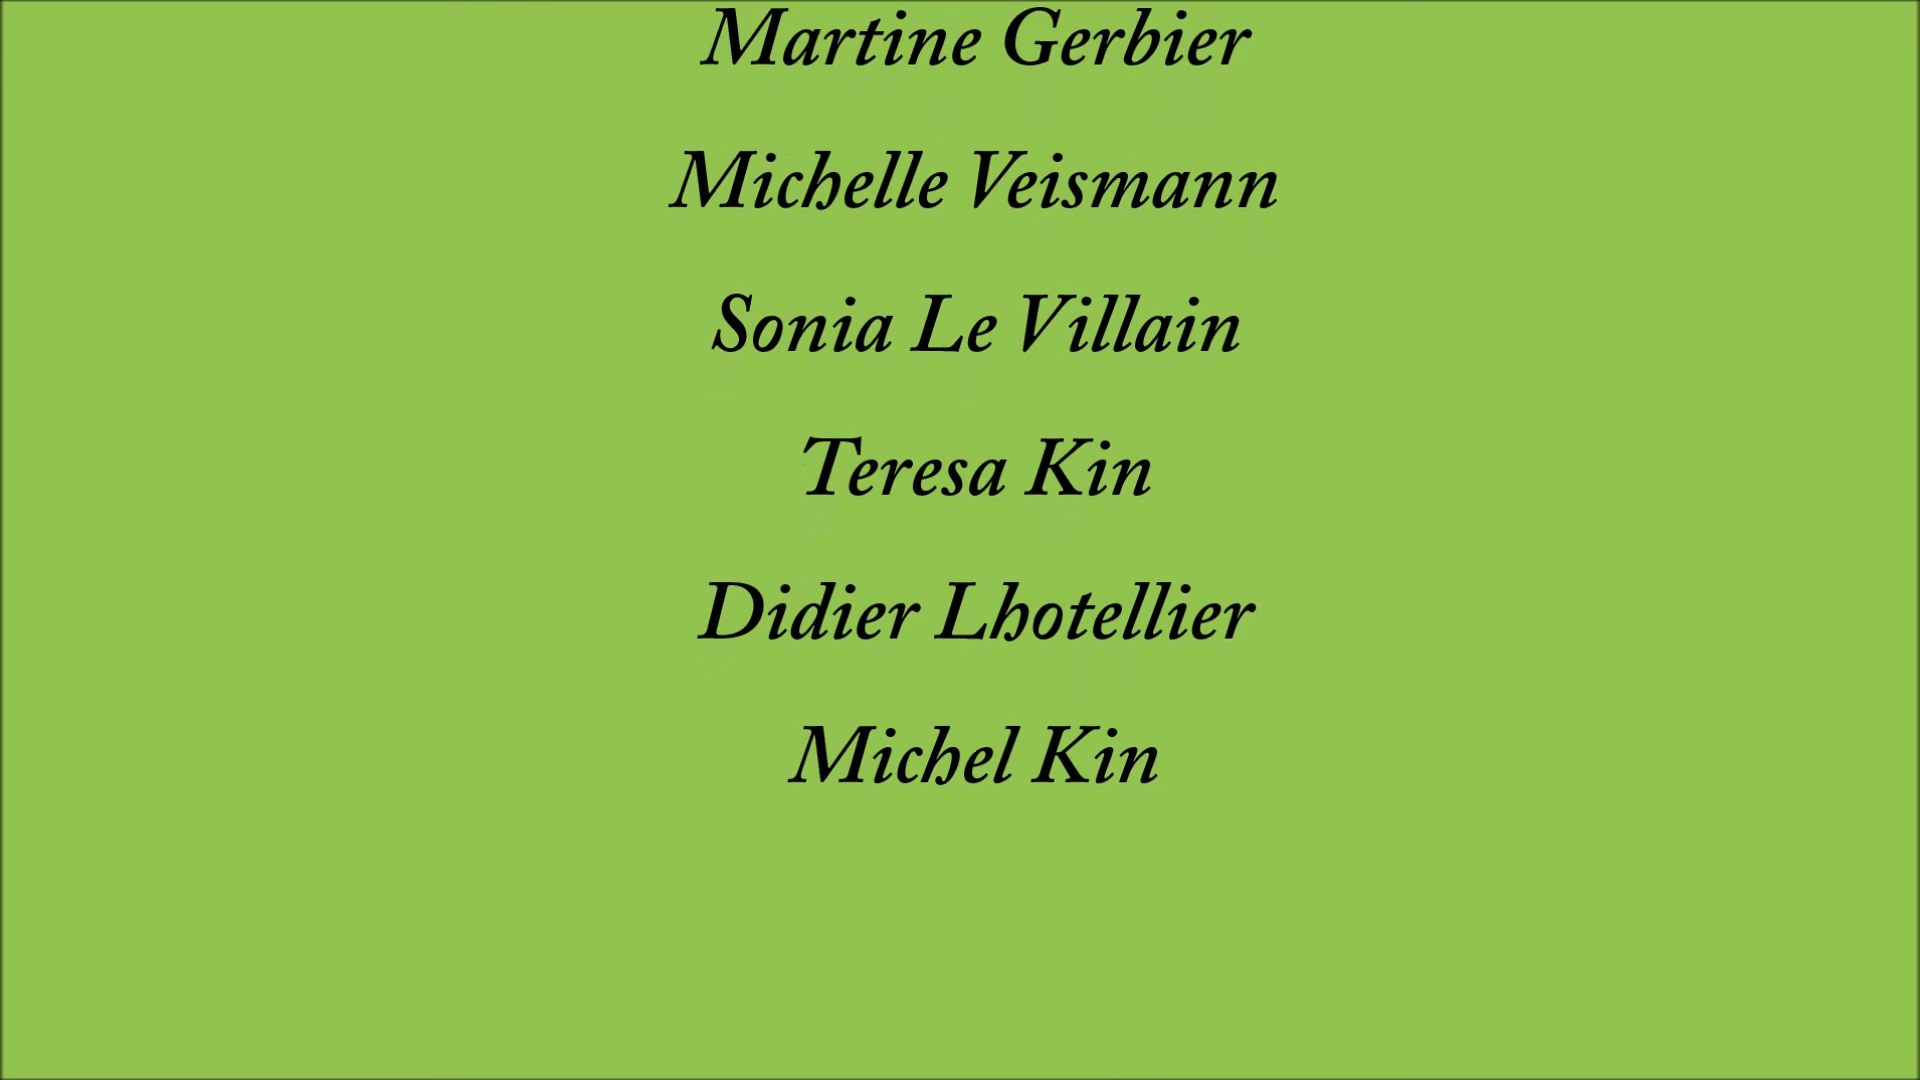 Martine Gerbier
Michelle Veismann
Sonia Le Villain
Teresa Kin
Didier Lhotellier
Michel Kin